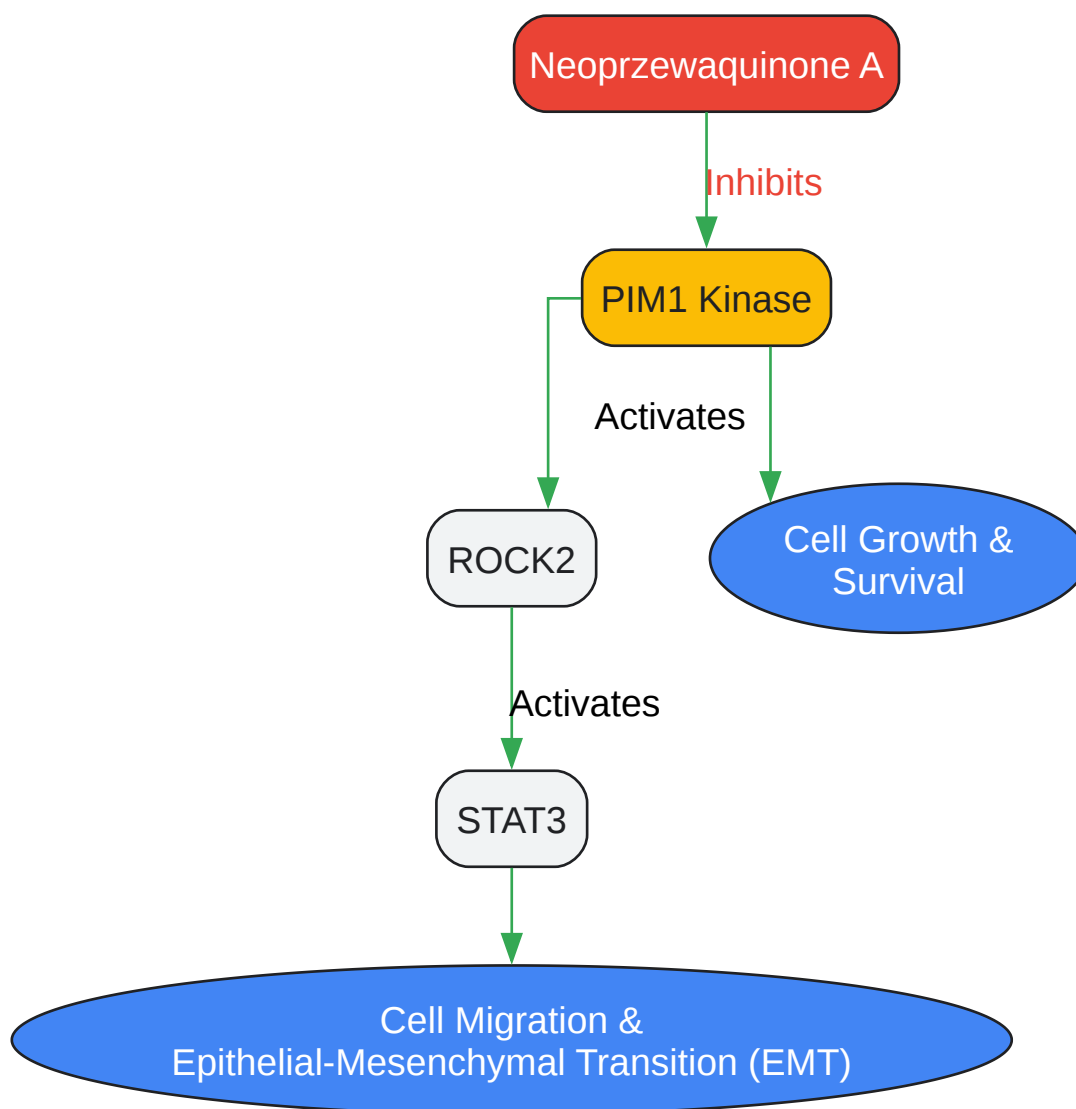 Neoprzewaquinone A
Inhibits
PIM1 Kinase
Activates
ROCK2
Cell Growth &
Survival
Activates
STAT3
Cell Migration &
Epithelial-Mesenchymal Transition (EMT)